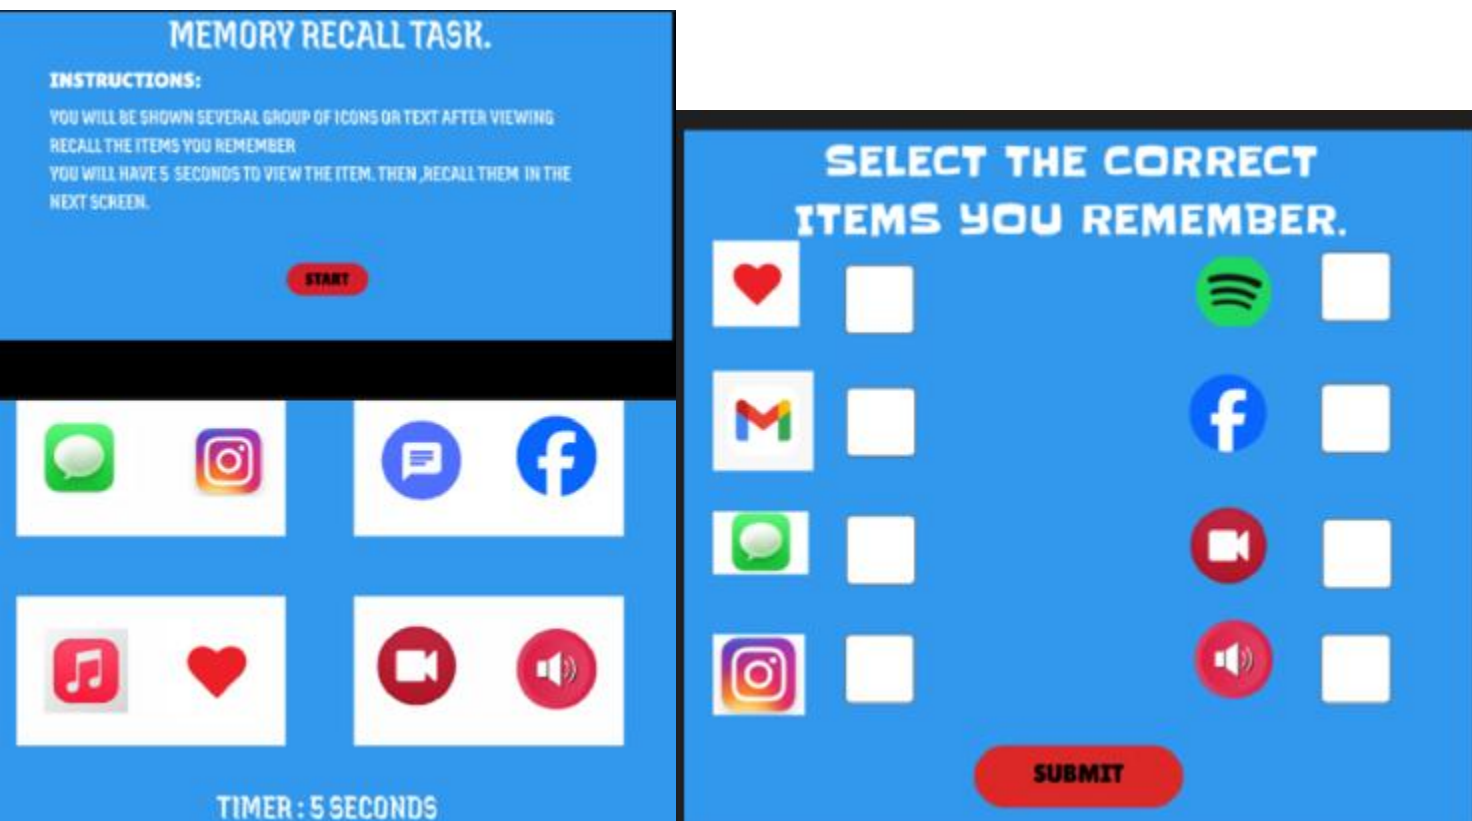 MEMORY RECALL TASK.
INSTRUCTIONS:
YOU WILL BE SHOWN SEVERAL GROUP OF ICONS OR TEXT AFTER VIEWING
RECALL THE ITEMS YOU REMEMBER
YOU WILL HAVE 5 SECONDS TO VIEW THE ITEM. THEN ,RECALL THEM IN THE
NEXT SCREEN.
START
TIMER : 5 SECONDS
SELECT THE CORRECT
ITEMS YOU REMEMBER.
SUBMIT